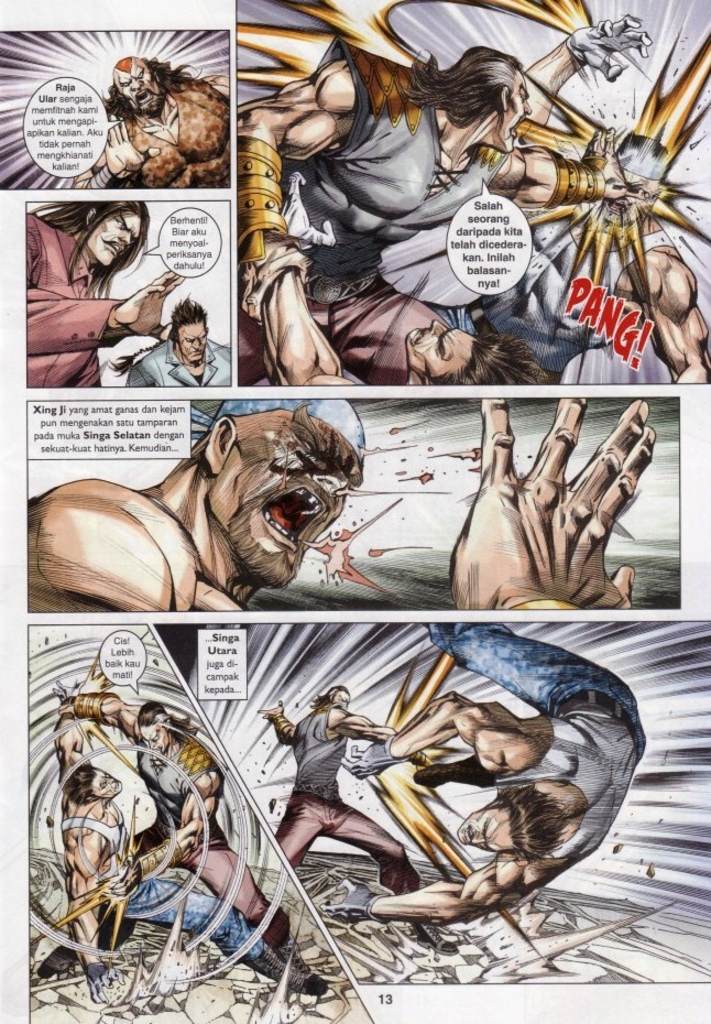 Raja
Ular sengaja
memfitnah kami
untuk mengapi-
apikan kalian. Aku
tidak pernah
mengkhianati
kalian!
Salah
seorang
daripada kita
telah dicedera-
kan. Inilah
balasan-
nya!
Berhenti!
Biar aku
menyoal-
periksanya
dahulu!
PANG!
Xing Ji yang amat ganas dan kejam
pun mengenakan satu tamparan
pada muka Singa Selatan dengan
sekuat-kuat hatinya. Kemudian...
Cis!
Lebih
baik kau
mati!
...Singa
Utara
juga di-
campak
kepada...
13